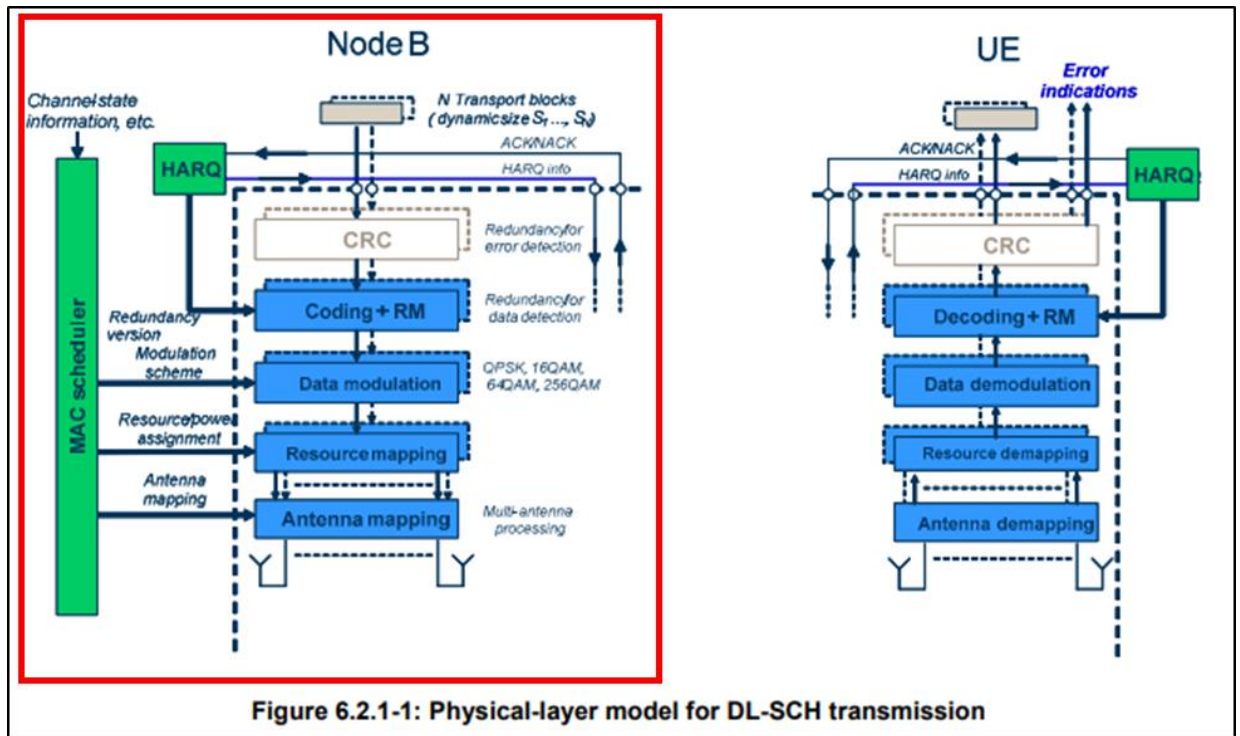 Node B
Channel-state
information, etc.
N Transport blocks
(dynamic size S1 ..., SN)
ACK/NACK
HARQ
HARQ info
CRC
Redundancy for
error detection
Coding + RM
Redundancy for
data detection
Redundancy
version
Modulation
scheme
Data modulation
QPSK, 16QAM,
64QAM, 256QAM
MAC scheduler
Resource/power
assignment
Resource mapping
Antenna
mapping
Antenna mapping
Multi-antenna
processing
UE
Error
indications
ACK/NACK
HARQ info
HARQ
CRC
Decoding + RM
Data demodulation
Resource demapping
Antenna demapping
Figure 6.2.1-1: Physical-layer model for DL-SCH transmission